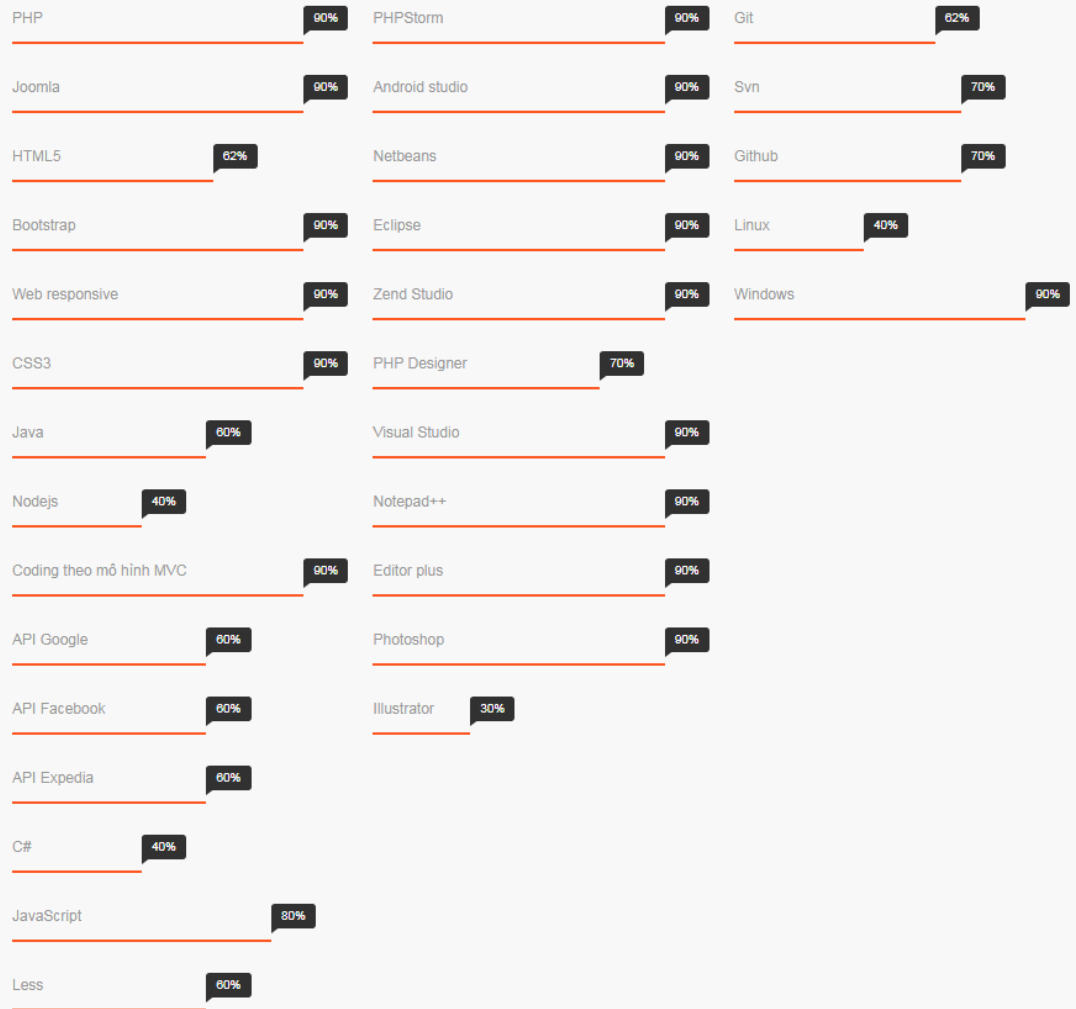 PHP 90%
Joomla 90%
HTML5 62%
Bootstrap 90%
Web responsive 90%
CSS3 90%
Java 60%
Nodejs 40%
Coding theo mô hình MVC 90%
API Google 60%
API Facebook 60%
API Expedia 60%
C# 40%
JavaScript 80%
Less 60%
PHPStorm 90%
Android studio 90%
Netbeans 90%
Eclipse 90%
Zend Studio 90%
PHP Designer 70%
Visual Studio 90%
Notepad++ 90%
Editor plus 90%
Photoshop 90%
Illustrator 30%
Git 62%
Svn 70%
Github 70%
Linux 40%
Windows 90%